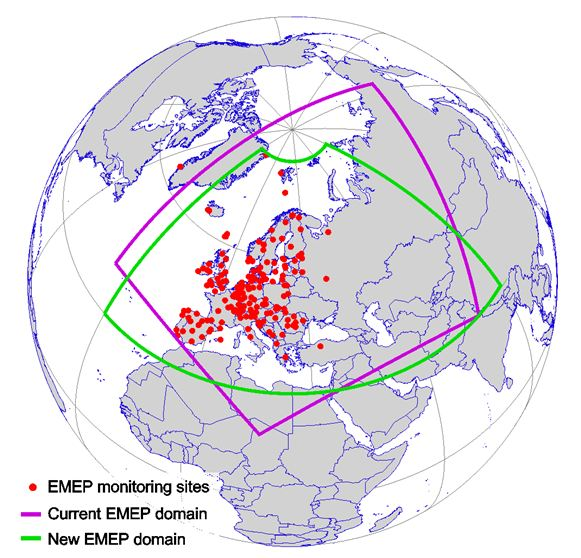 EMEP monitoring sites
Current EMEP domain
New EMEP domain